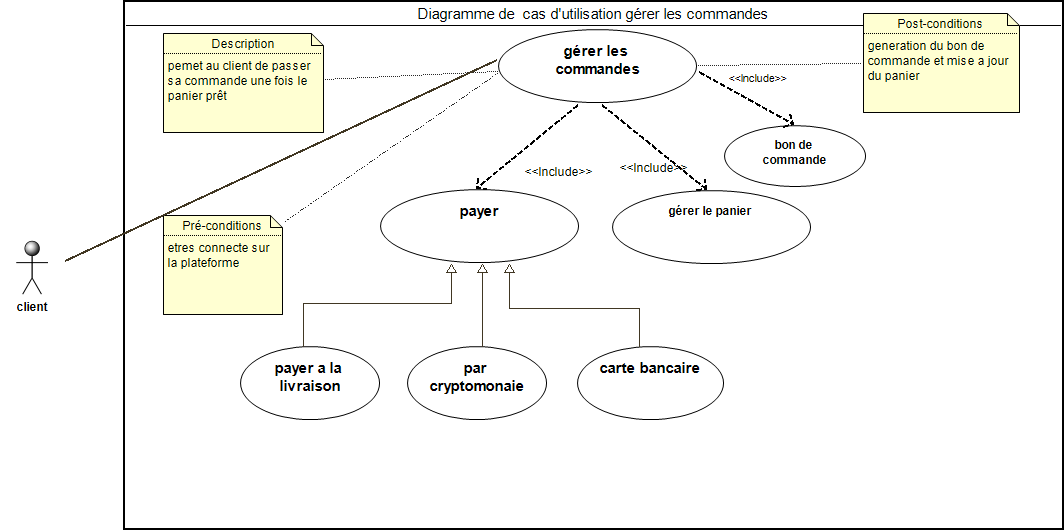 Diagramme de cas d'utilisation gérer les commandes
Description
pemet au client de passer
sa commande une fois le
panier prêt
gérer les
commandes
Post-conditions
generation du bon de
commande et mise a jour
du panier
<<Include>>
bon de
commande
<<Include>>
<<Include>>
payer
gérer le panier
Pré-conditions
etres connecte sur
la plateforme
client
payer a la
livraison
par
cryptomonaie
carte bancaire